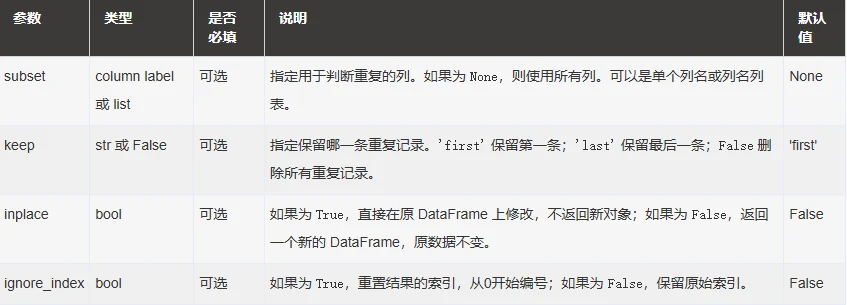 参数 类型 是否必填 说明 默认值
subset column label 或 list 可选 指定用于判断重复的列。如果为 None，则使用所有列。可以是单个列名或列名列表。 None
keep str 或 False 可选 指定保留哪一条重复记录。'first' 保留第一条；'last' 保留最后一条；False 删除所有重复记录。 'first'
inplace bool 可选 如果为 True，直接在原 DataFrame 上修改，不返回新对象；如果为 False，返回一个新的 DataFrame，原数据不变。 False
ignore_index bool 可选 如果为 True，重置结果的索引，从0开始编号；如果为 False，保留原始索引。 False